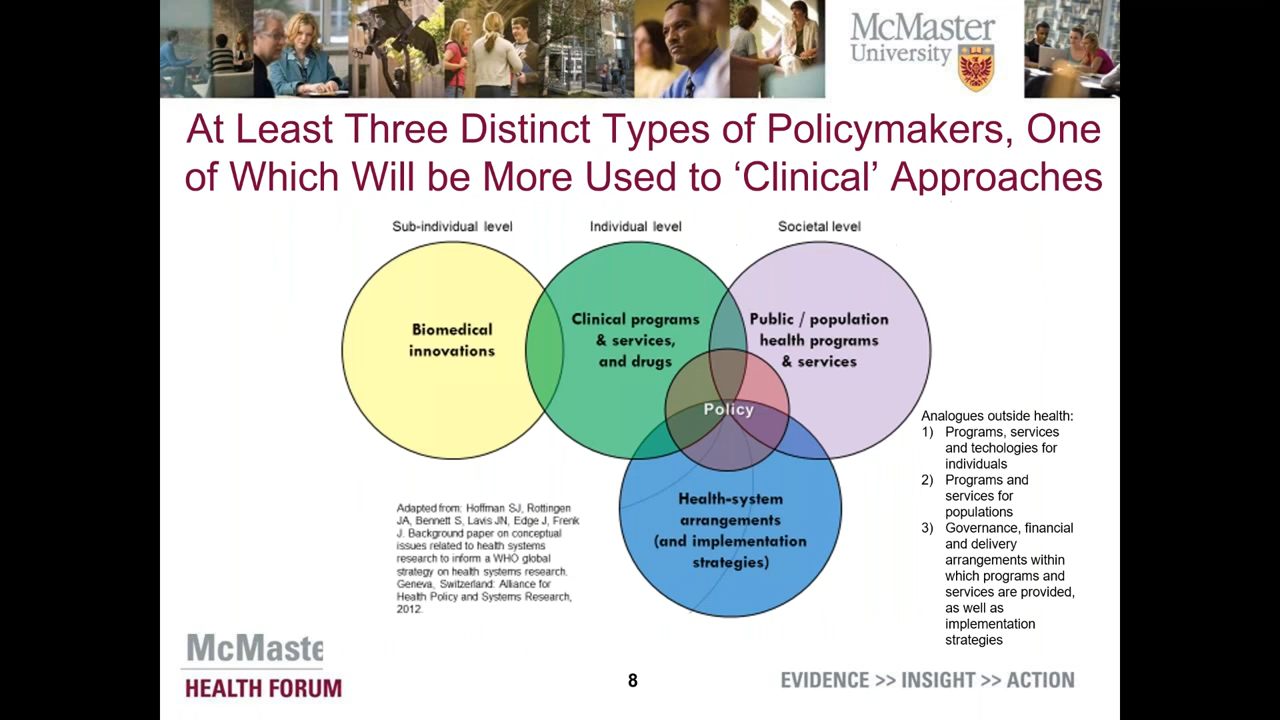 McMaster
University
At Least Three Distinct Types of Policymakers, One
of Which Will be More Used to ‘Clinical’ Approaches
Sub-individual level
Individual level
Societal level
Biomedical
innovations
Clinical programs
& services,
and drugs
Public / population
health programs
& services
Policy
Health-system
arrangements
(and implementation
strategies)
Analogues outside health:
1) Programs, services
and techologies for
individuals
2) Programs and
services for
populations
3) Governance, financial
and delivery
arrangements within
which programs and
services are provided,
as well as
implementation
strategies
Adapted from: Hoffman SJ, Rottingen
JA, Bennett S, Lavis JN, Edge J, Frenk
J. Background paper on conceptual
issues related to health systems
research to inform a WHO global
strategy on health systems research.
Geneva, Switzerland: Alliance for
Health Policy and Systems Research,
2012.
McMaste
HEALTH FORUM
8
EVIDENCE >> INSIGHT >> ACTION